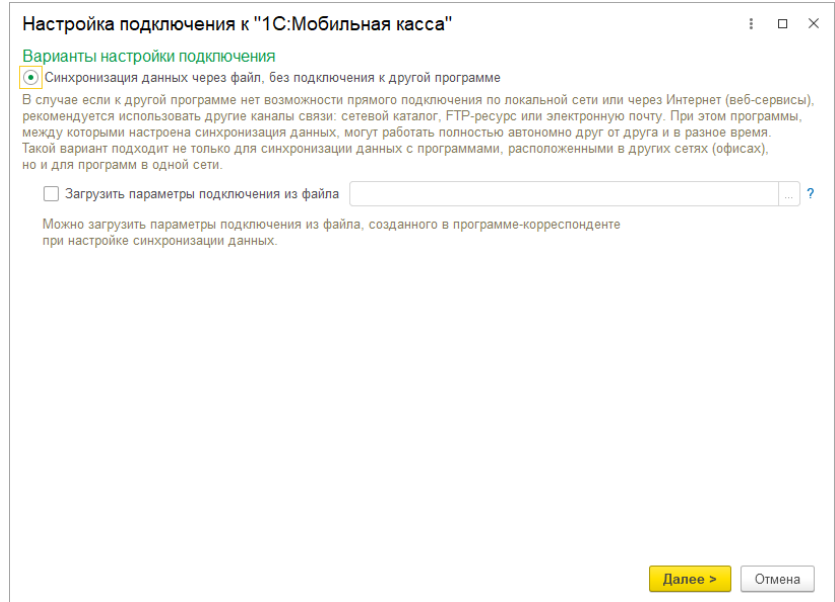 Настройка подключения к "1С:Мобильная касса"
Варианты настройки подключения
Синхронизация данных через файл, без подключения к другой программе
В случае если к другой программе нет возможности прямого подключения по локальной сети или через Интернет (веб-сервисы),
рекомендуется использовать другие каналы связи: сетевой каталог, FTP-ресурс или электронную почту. При этом программы,
между которыми настроена синхронизация данных, могут работать полностью автономно друг от друга и в разное время.
Такой вариант подходит не только для синхронизации данных с программами, расположенными в других сетях (офисах),
но и для программ в одной сети.
Загрузить параметры подключения из файла ... ?
Можно загрузить параметры подключения из файла, созданного в программе-корреспонденте
при настройке синхронизации данных.
Далее > Отмена